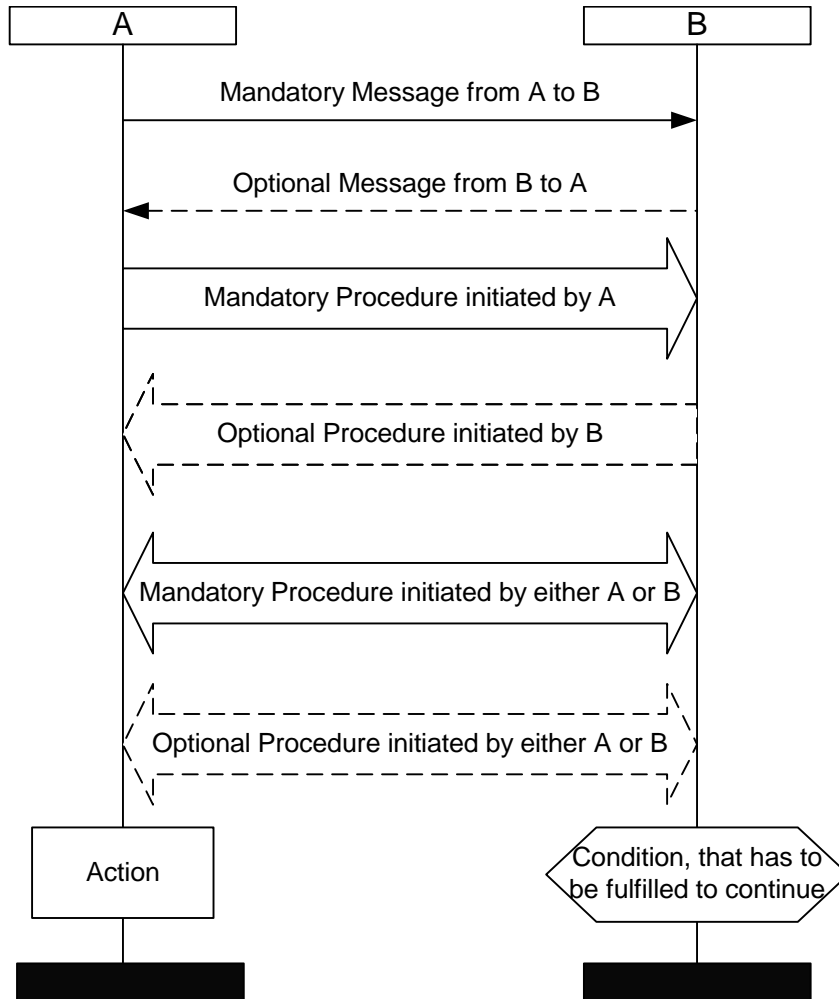 A
B
Mandatory Message from A to B
Optional Message from B to A
Mandatory Procedure initiated by A
Optional Procedure initiated by B
Mandatory Procedure initiated by either A or B
Optional Procedure initiated by either A or B
Action
Condition, that has to
be fulfilled to continue